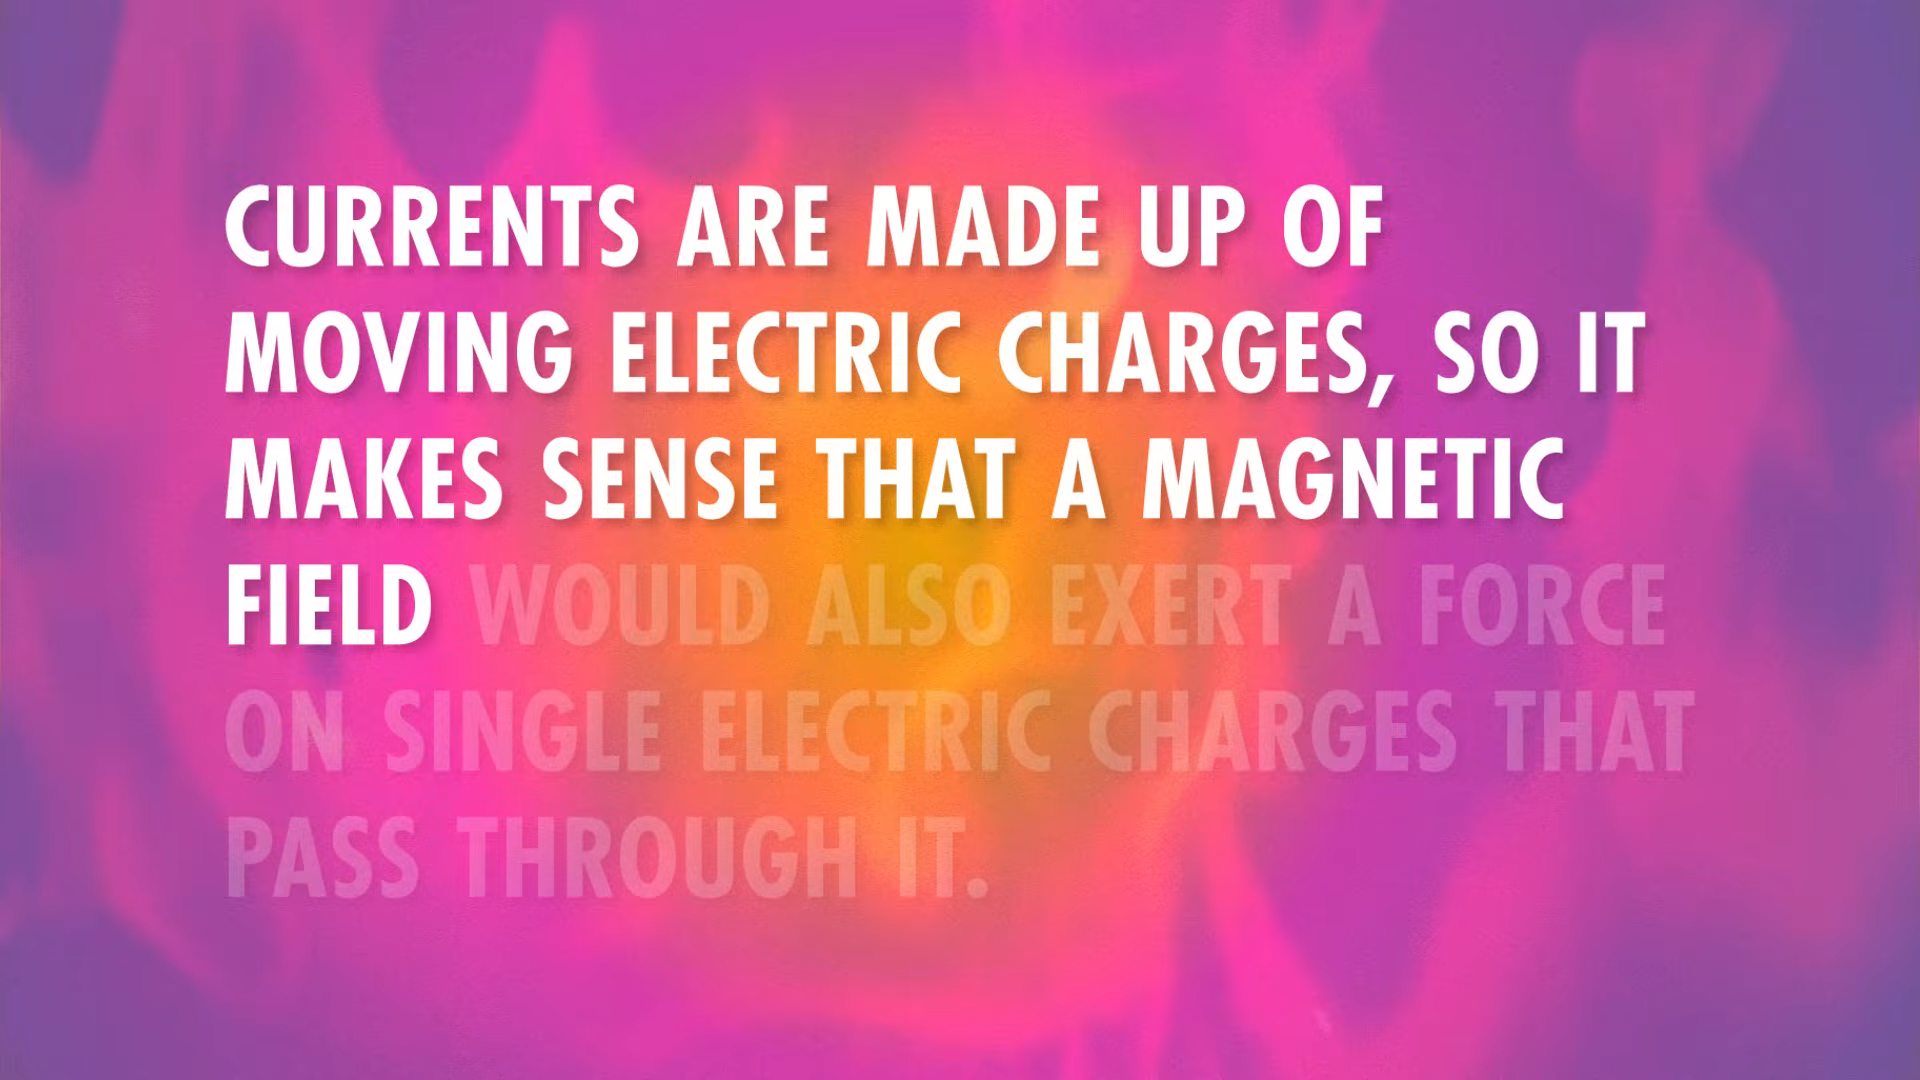 CURRENTS ARE MADE UP OF
MOVING ELECTRIC CHARGES, SO IT
MAKES SENSE THAT A MAGNETIC
FIELD WOULD ALSO EXERT A FORCE
ON SINGLE ELECTRIC CHARGES THAT
PASS THROUGH IT.